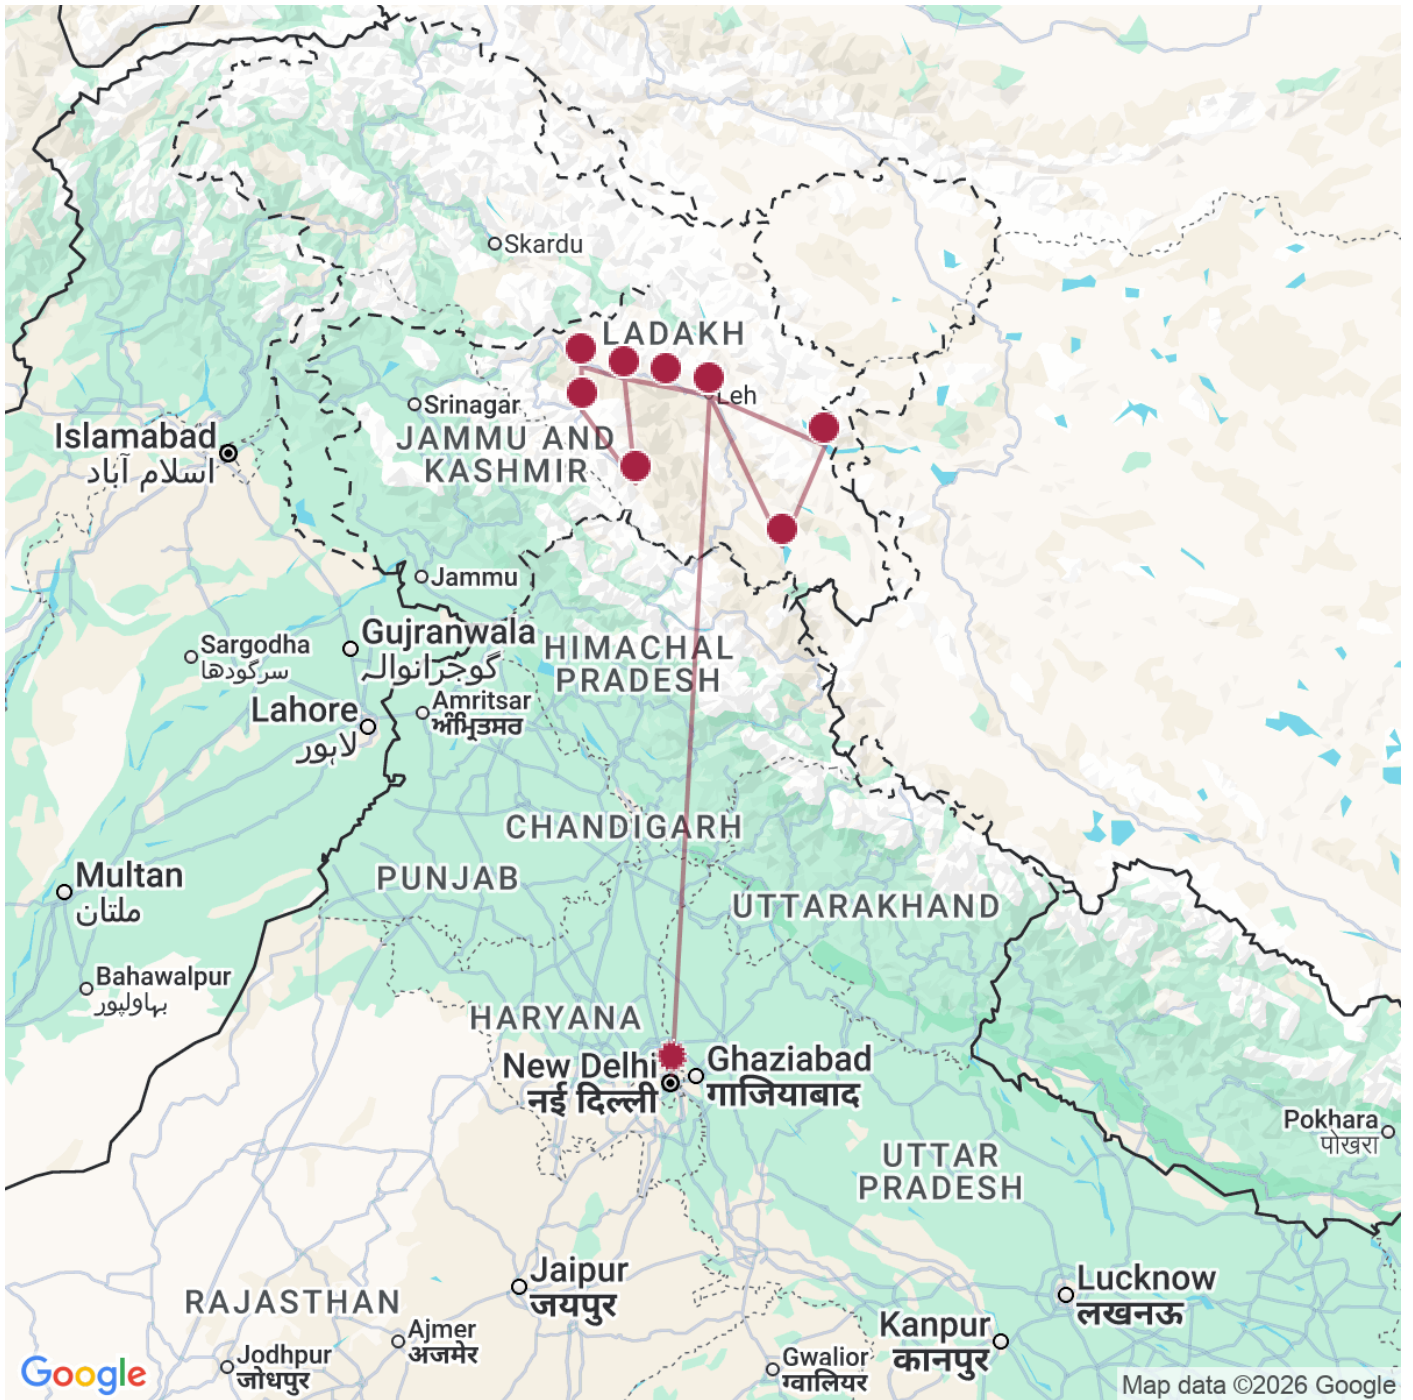 Skardu
LADAKH
Leh
Srinagar
JAMMU AND
KASHMIR
Islamabad
اسلام آباد
Jammu
Gujranwala
گوجرانوالہ
Sargodha
سرگودھا
HIMACHAL
PRADESH
Lahore
لاہور
Amritsar
ਅੰਮ੍ਰਿਤਸਰ
CHANDIGARH
PUNJAB
Multan
ملتان
UTTARAKHAND
Bahawalpur
بہاولپور
HARYANA
New Delhi
नई दिल्ली
Ghaziabad
गाजियाबाद
Pokhara
पोखरा
UTTAR
PRADESH
Jaipur
जयपुर
Lucknow
लखनऊ
RAJASTHAN
Ajmer
अजमेर
Kanpur
कानपुर
Jodhpur
जोधपुर
Gwalior
ग्वालियर
Google
Map data ©2026 Google